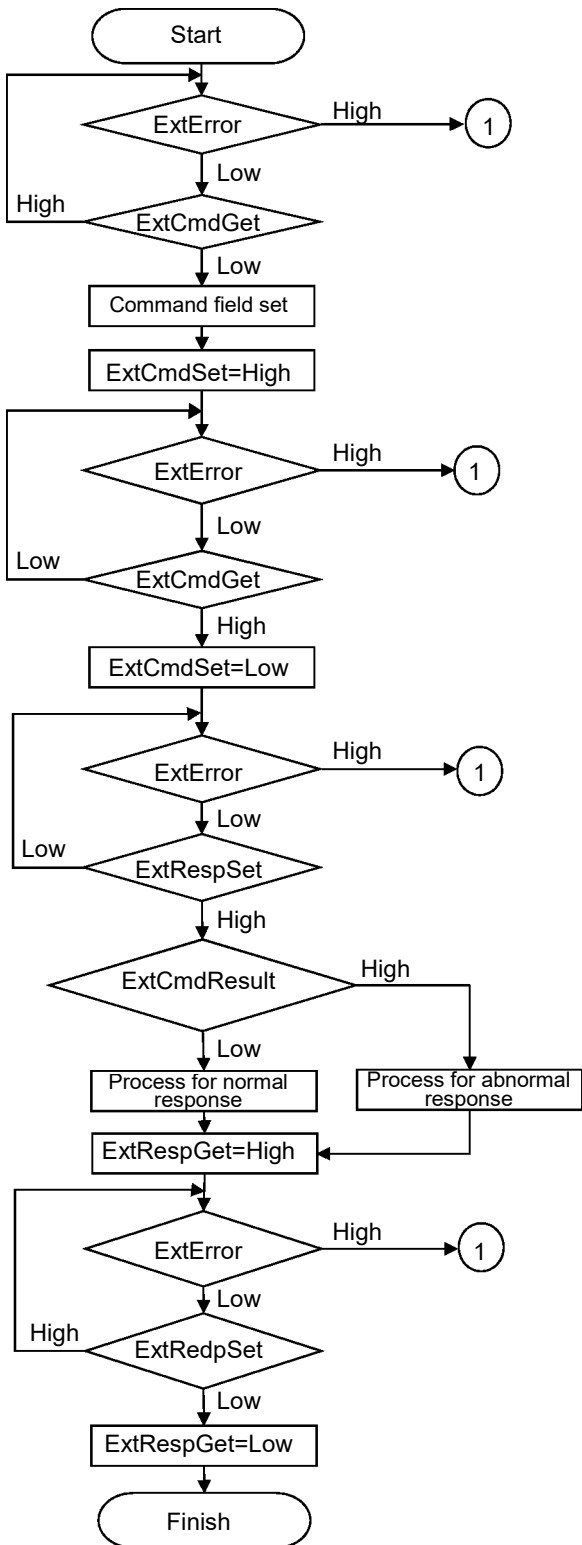 Start
ExtError
High
1
Low
High
ExtCmdGet
Low
Command field set
ExtCmdSet=High
ExtError
High
1
Low
Low
ExtCmdGet
High
ExtCmdSet=Low
ExtError
High
1
Low
Low
ExtRespSet
High
ExtCmdResult
High
Low
Process for normal
response
Process for abnormal
response
ExtRespGet=High
ExtError
High
1
Low
High
ExtRedpSet
Low
ExtRespGet=Low
Finish